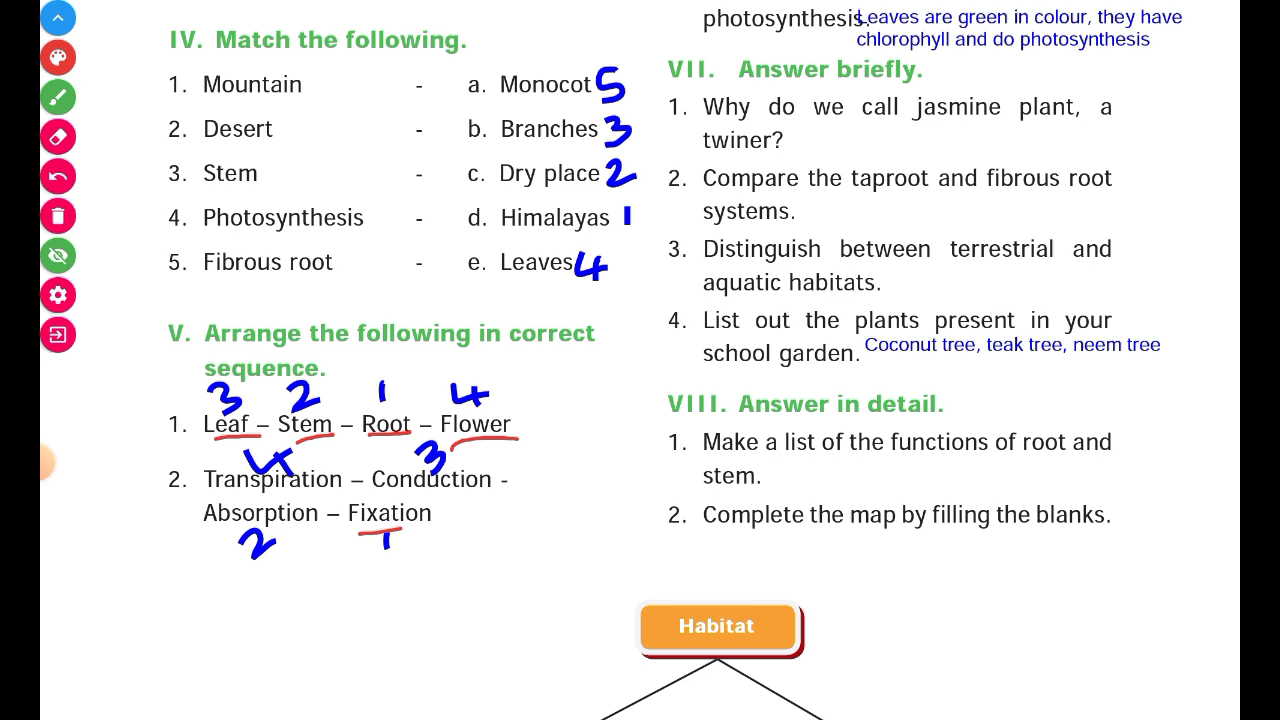 IV. Match the following.
1. Mountain - a. Monocot 5
2. Desert - b. Branches 3
3. Stem - c. Dry place 2
4. Photosynthesis - d. Himalayas 1
5. Fibrous root - e. Leaves 4
V. Arrange the following in correct
sequence.
3 2 1 4
1. Leaf – Stem – Root – Flower
4 3
2. Transpiration – Conduction -
Absorption – Fixation
2 1
photosynthesis. Leaves are green in colour, they have
chlorophyll and do photosynthesis
VII. Answer briefly.
1. Why do we call jasmine plant, a
twiner?
2. Compare the taproot and fibrous root
systems.
3. Distinguish between terrestrial and
aquatic habitats.
4. List out the plants present in your
school garden. Coconut tree, teak tree, neem tree
VIII. Answer in detail.
1. Make a list of the functions of root and
stem.
2. Complete the map by filling the blanks.
Habitat